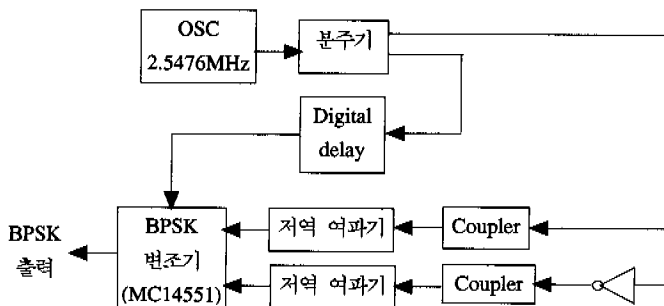 OSC
2.5476MHz
분주기
Digital
delay
BPSK
변조기
(MC14551)
저역 여파기
Coupler
BPSK
출력
저역 여파기
Coupler